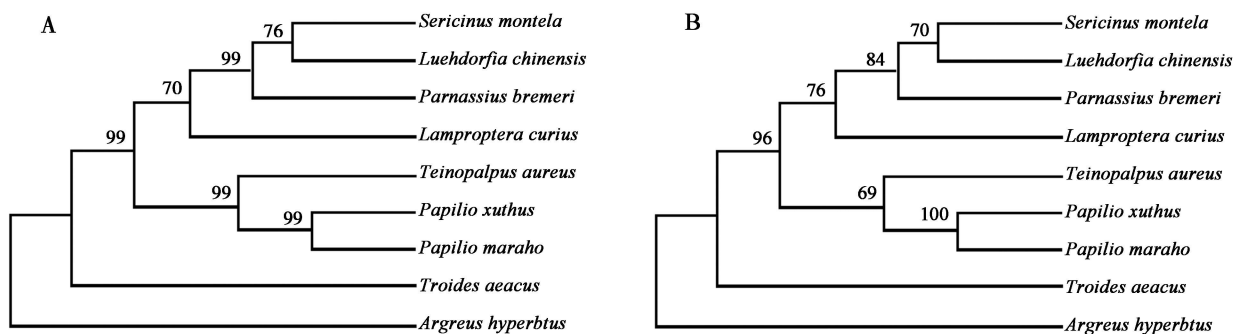 A
Sericinus montela
76
Luehdorfia chinensis
99
Parnassius bremeri
70
Lamproptera curius
99
Teinopalpus aureus
99
Papilio xuthus
99
Papilio maraho
Troides aeacus
Argreus hyperbtus
B
Sericinus montela
70
Luehdorfia chinensis
84
Parnassius bremeri
76
Lamproptera curius
96
Teinopalpus aureus
69
Papilio xuthus
100
Papilio maraho
Troides aeacus
Argreus hyperbtus